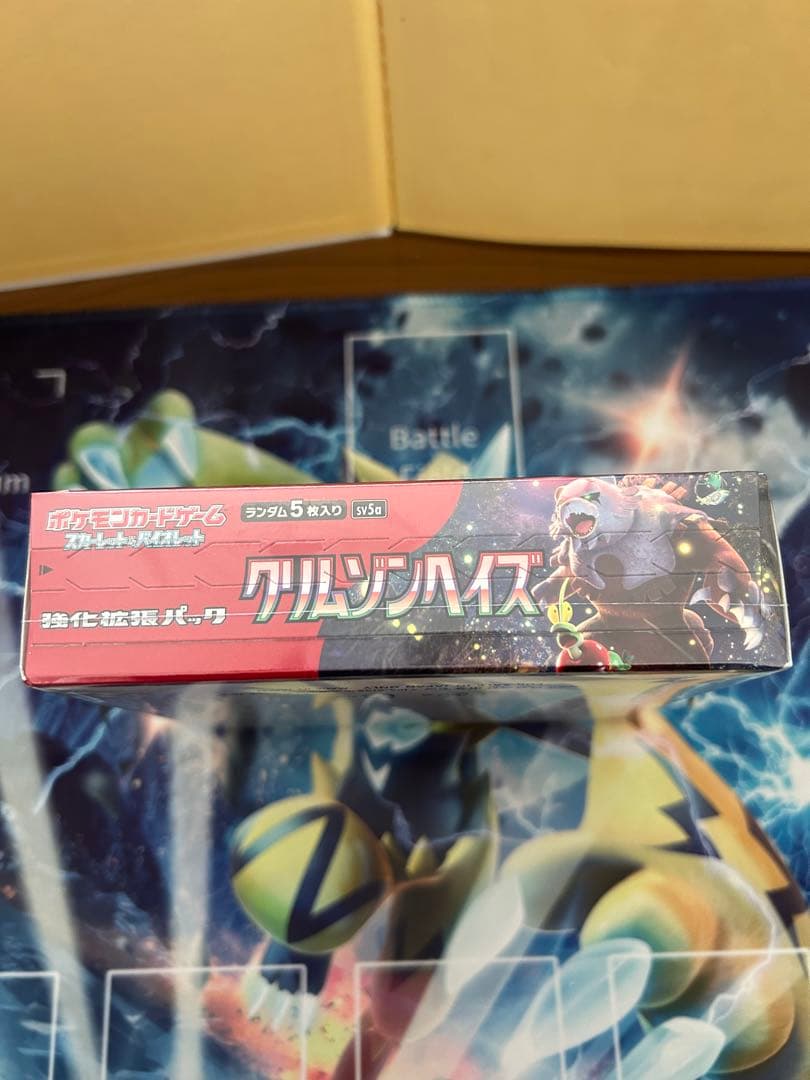 Battle
ポケモンカードゲーム
スカーレット&バイオレット
ランダム5枚入り sv5a
クリムゾンヘイズ
強化拡張パック